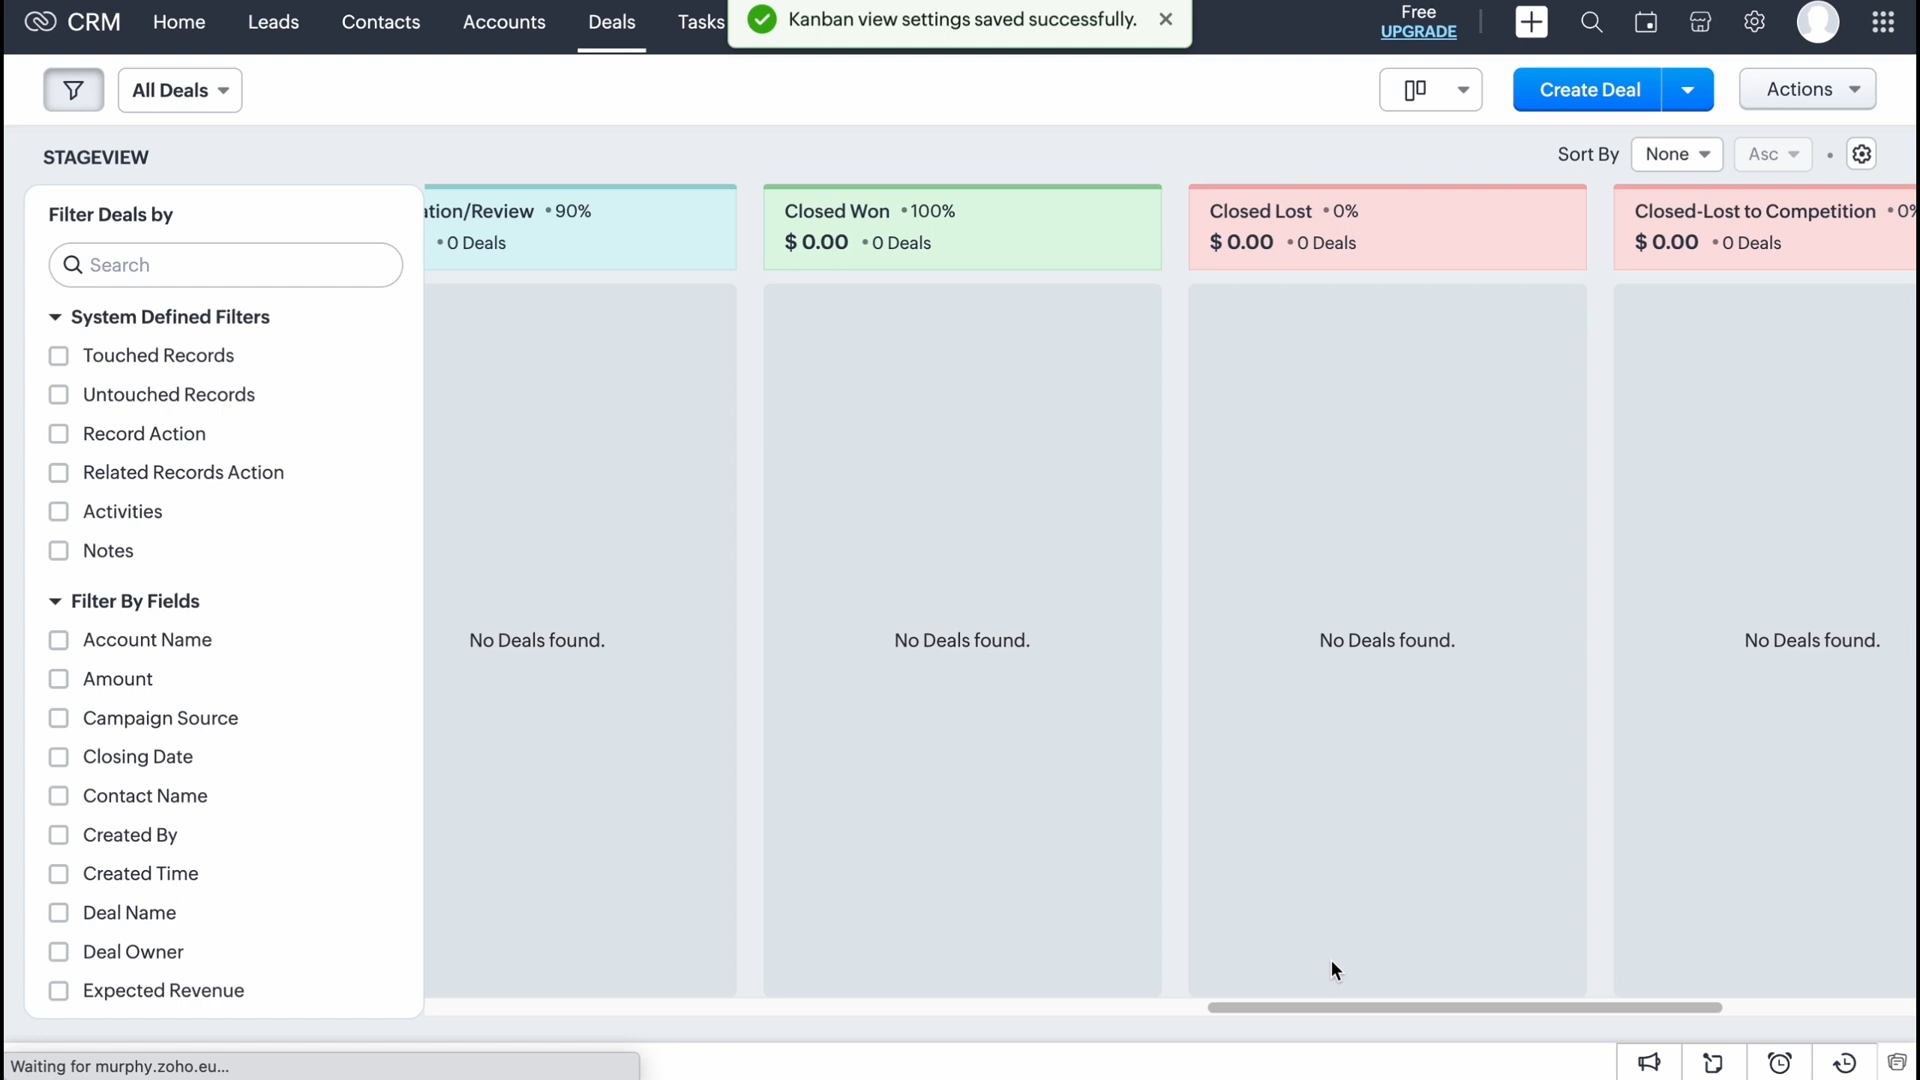 CRM Home Leads Contacts Accounts Deals Tasks
Kanban view settings saved successfully.
Free
UPGRADE
All Deals
Create Deal
Actions
STAGEVIEW
Sort By None Asc
Filter Deals by
Search
System Defined Filters
Touched Records
Untouched Records
Record Action
Related Records Action
Activities
Notes
Filter By Fields
Account Name
Amount
Campaign Source
Closing Date
Contact Name
Created By
Created Time
Deal Name
Deal Owner
Expected Revenue
ation/Review • 90%
• 0 Deals
No Deals found.
Closed Won • 100%
$ 0.00 • 0 Deals
No Deals found.
Closed Lost • 0%
$ 0.00 • 0 Deals
No Deals found.
Closed-Lost to Competition • 0%
$ 0.00 • 0 Deals
No Deals found.
Waiting for murphy.zoho.eu...